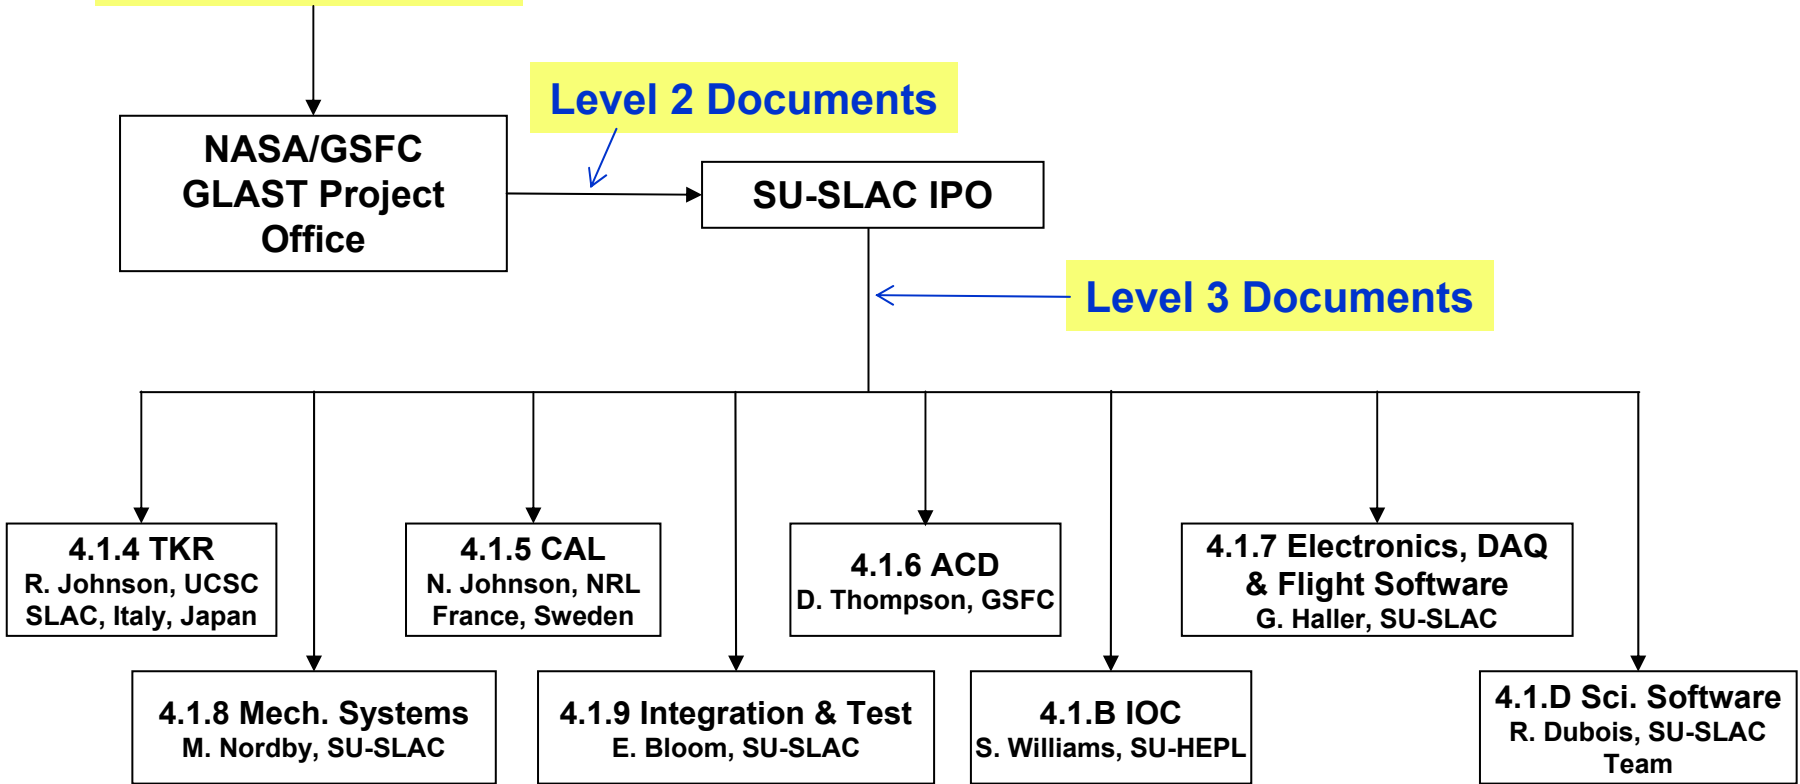 Level 2 Documents
NASA/GSFC
GLAST Project
Office
SU-SLAC IPO
Level 3 Documents
4.1.4 TKR
R. Johnson, UCSC
SLAC, Italy, Japan
4.1.5 CAL
N. Johnson, NRL
France, Sweden
4.1.6 ACD
D. Thompson, GSFC
4.1.7 Electronics, DAQ
& Flight Software
G. Haller, SU-SLAC
4.1.8 Mech. Systems
M. Nordby, SU-SLAC
4.1.9 Integration & Test
E. Bloom, SU-SLAC
4.1.B IOC
S. Williams, SU-HEPL
4.1.D Sci. Software
R. Dubois, SU-SLAC
Team